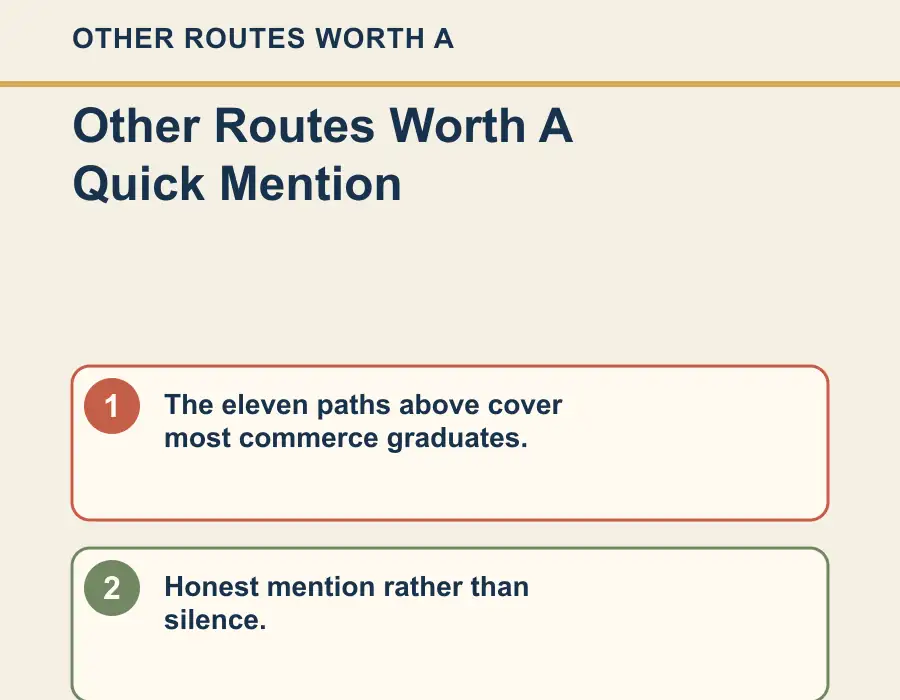 OTHER ROUTES WORTH A
Other Routes Worth A
Quick Mention
1
The eleven paths above cover
most commerce graduates.
2
Honest mention rather than
silence.